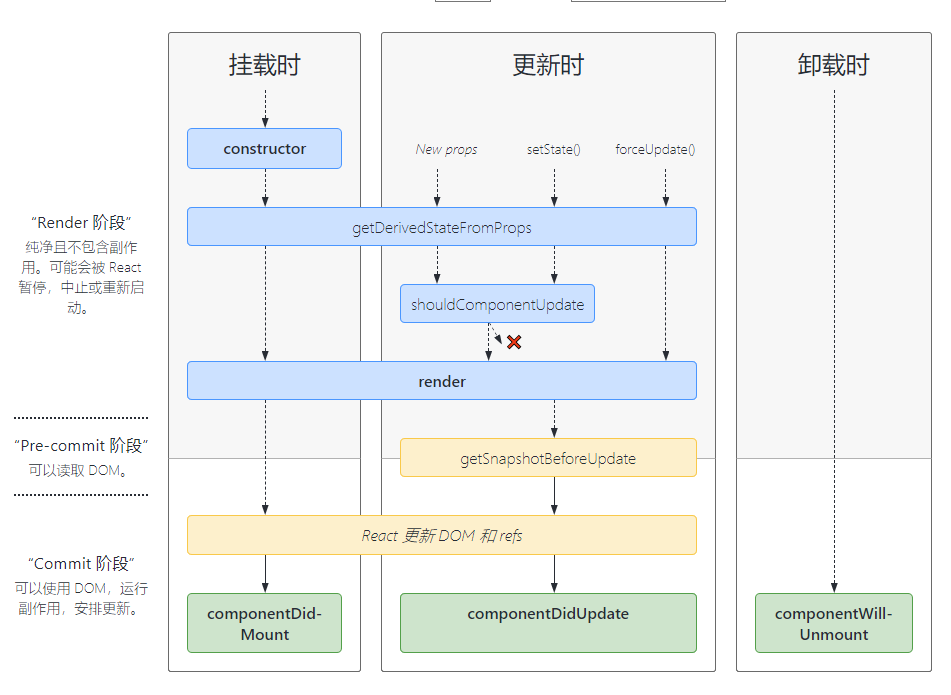 挂载时
更新时
卸载时
constructor
New props
setState()
forceUpdate()
“Render 阶段”
纯净且不包含副作
用。可能会被 React
暂停，中止或重新启
动。
getDerivedStateFromProps
shouldComponentUpdate
render
“Pre-commit 阶段”
可以读取 DOM。
getSnapshotBeforeUpdate
React 更新 DOM 和 refs
“Commit 阶段”
可以使用 DOM，运行
副作用，安排更新。
componentDid-
Mount
componentDidUpdate
componentWill-
Unmount